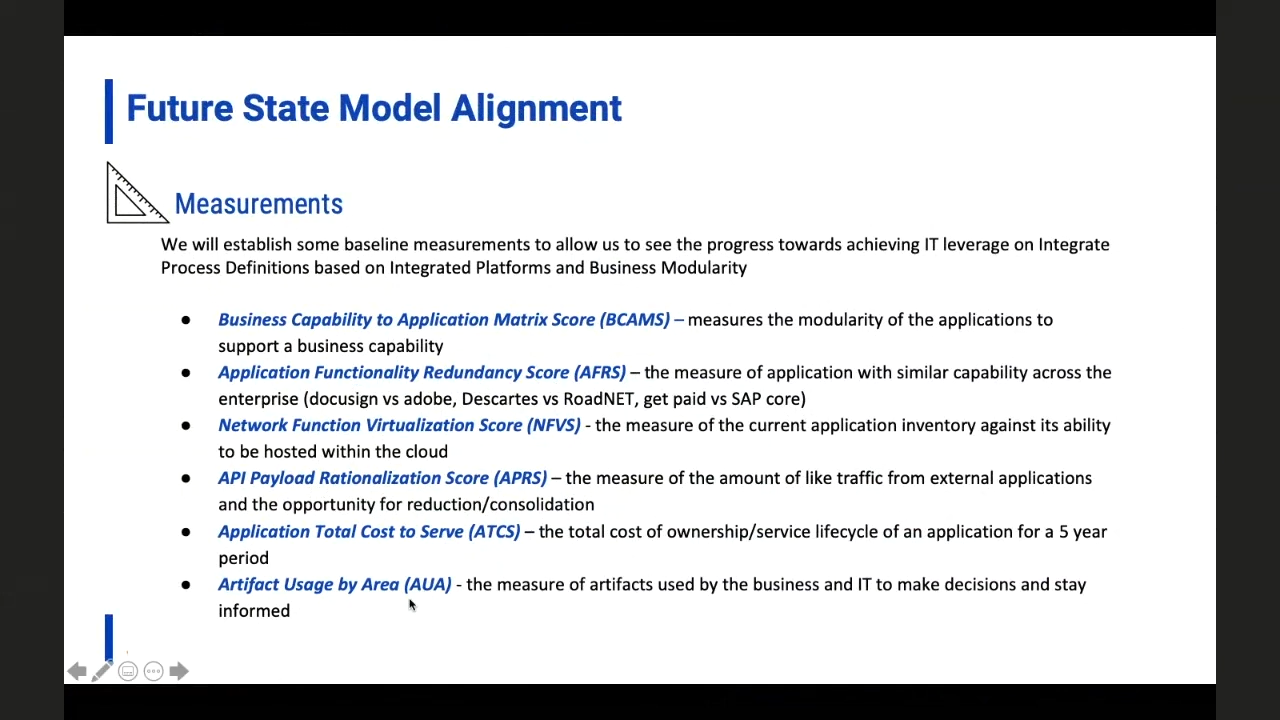 Future State Model Alignment
Measurements
We will establish some baseline measurements to allow us to see the progress towards achieving IT leverage on Integrate
Process Definitions based on Integrated Platforms and Business Modularity
● Business Capability to Application Matrix Score (BCAMS) – measures the modularity of the applications to
support a business capability
● Application Functionality Redundancy Score (AFRS) – the measure of application with similar capability across the
enterprise (docusign vs adobe, Descartes vs RoadNET, get paid vs SAP core)
● Network Function Virtualization Score (NFVS) - the measure of the current application inventory against its ability
to be hosted within the cloud
● API Payload Rationalization Score (APRS) – the measure of the amount of like traffic from external applications
and the opportunity for reduction/consolidation
● Application Total Cost to Serve (ATCS) – the total cost of ownership/service lifecycle of an application for a 5 year
period
● Artifact Usage by Area (AUA) - the measure of artifacts used by the business and IT to make decisions and stay
informed